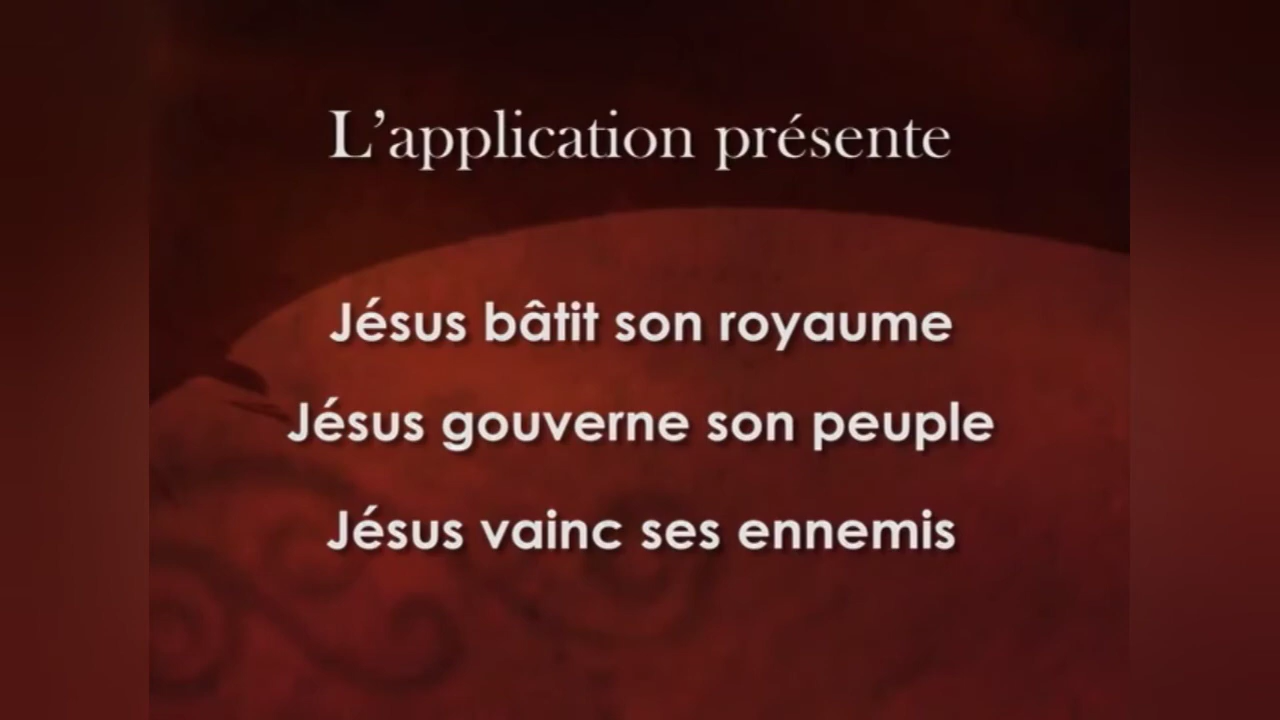 L’application présente
Jésus bâtit son royaume
Jésus gouverne son peuple
Jésus vainc ses ennemis